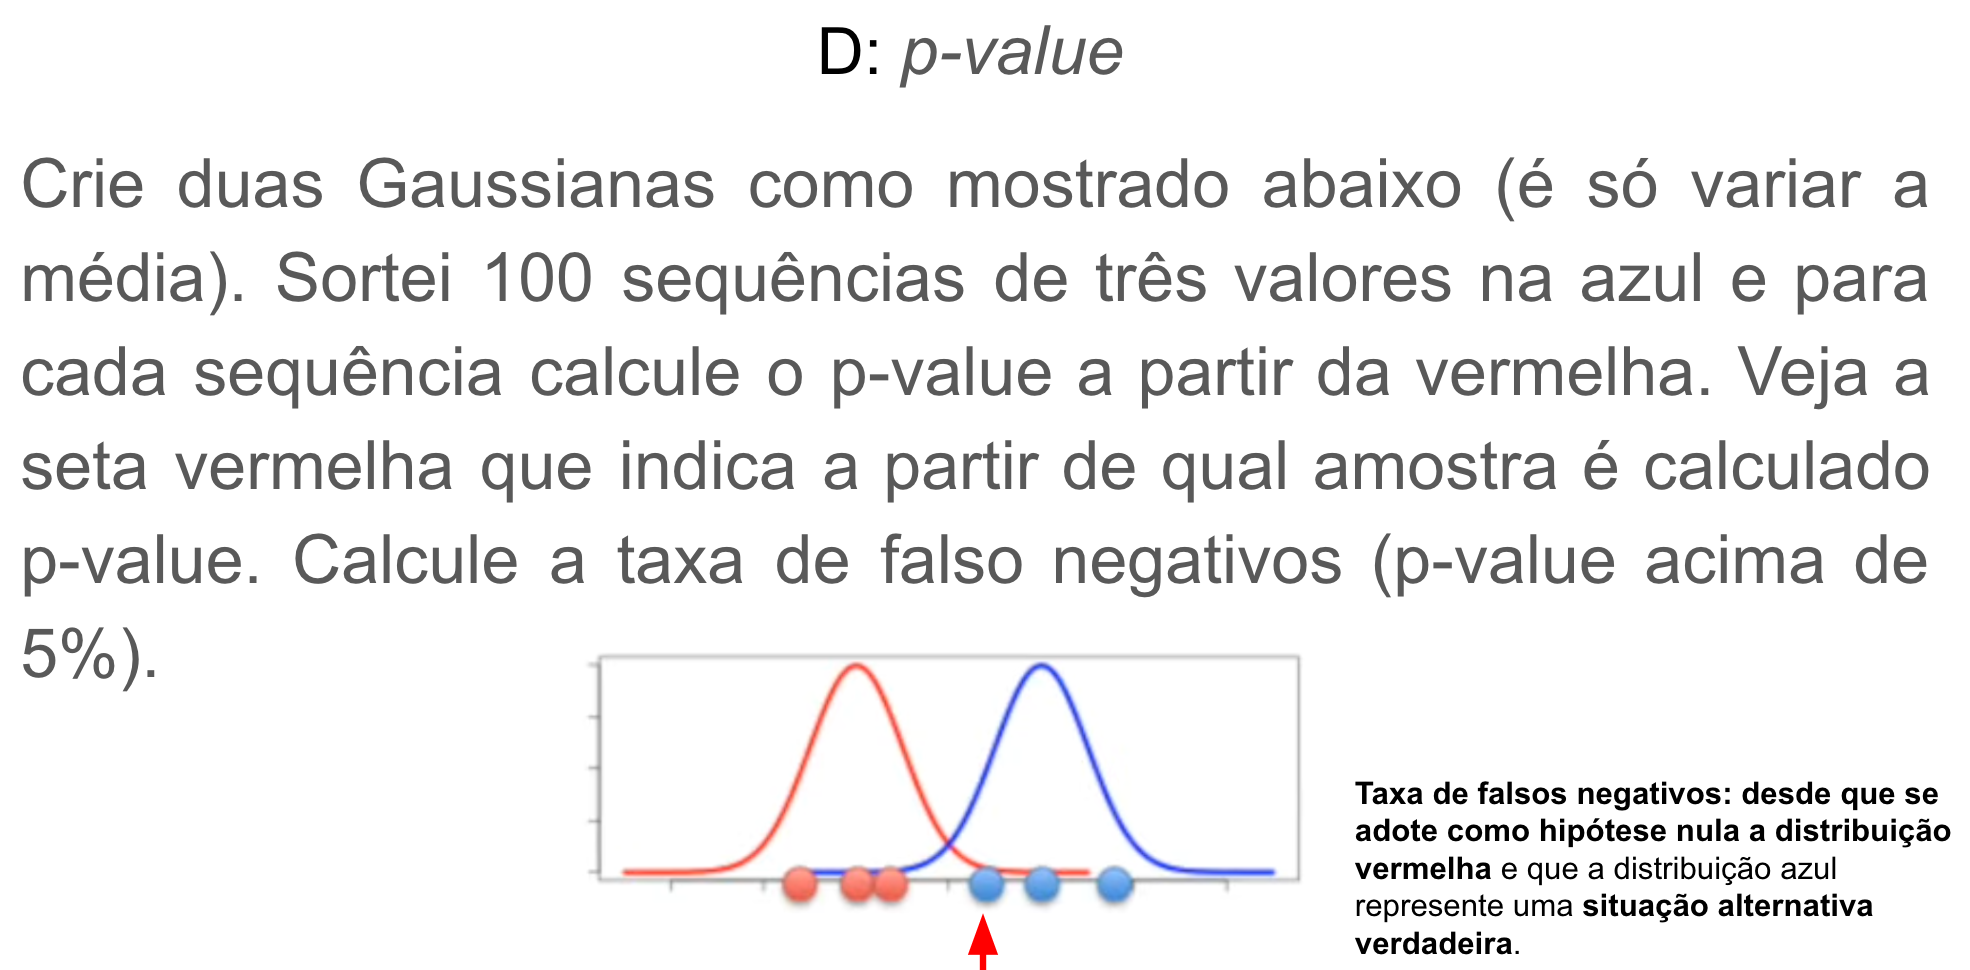 D: p-value
Crie duas Gaussianas como mostrado abaixo (é só variar a
média). Sortei 100 sequências de três valores na azul e para
cada sequência calcule o p-value a partir da vermelha. Veja a
seta vermelha que indica a partir de qual amostra é calculado
p-value. Calcule a taxa de falso negativos (p-value acima de
5%).
Taxa de falsos negativos: desde que se
adote como hipótese nula a distribuição
vermelha e que a distribuição azul
represente uma situação alternativa
verdadeira.